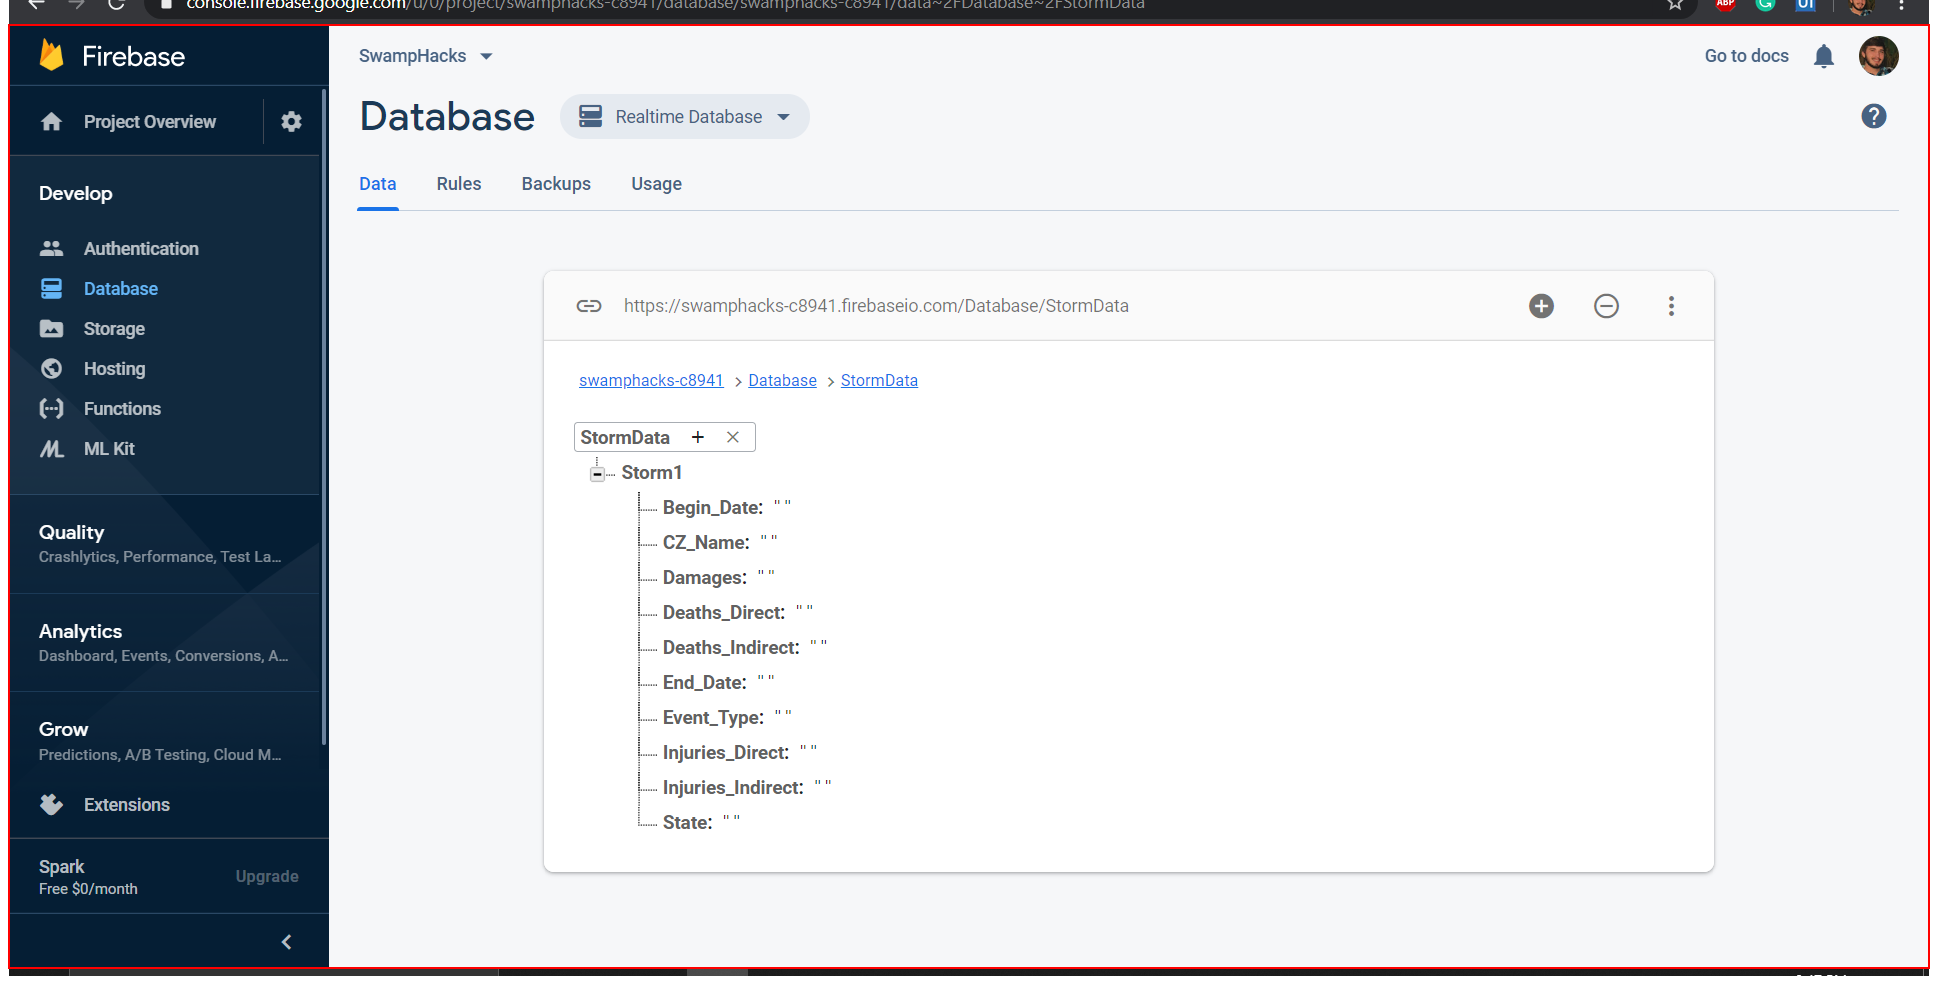 console.firebase.google.com/u/0/project/swamphacks-c8941/database/swamphacks-c8941/data~2FDatabase~2FStormData
ABP
Firebase
SwampHacks
Go to docs
Project Overview
Database
Realtime Database
?
Data Rules Backups Usage
Develop
Authentication
Database
Storage
Hosting
Functions
ML Kit
Quality
Crashlytics, Performance, Test La...
Analytics
Dashboard, Events, Conversions, A...
Grow
Predictions, A/B Testing, Cloud M...
Extensions
Spark
Free $0/month
Upgrade
https://swamphacks-c8941.firebaseio.com/Database/StormData
swamphacks-c8941 > Database > StormData
StormData + ×
Storm1
Begin_Date: " "
CZ_Name: " "
Damages: " "
Deaths_Direct: " "
Deaths_Indirect: " "
End_Date: " "
Event_Type: " "
Injuries_Direct: " "
Injuries_Indirect: " "
State: " "